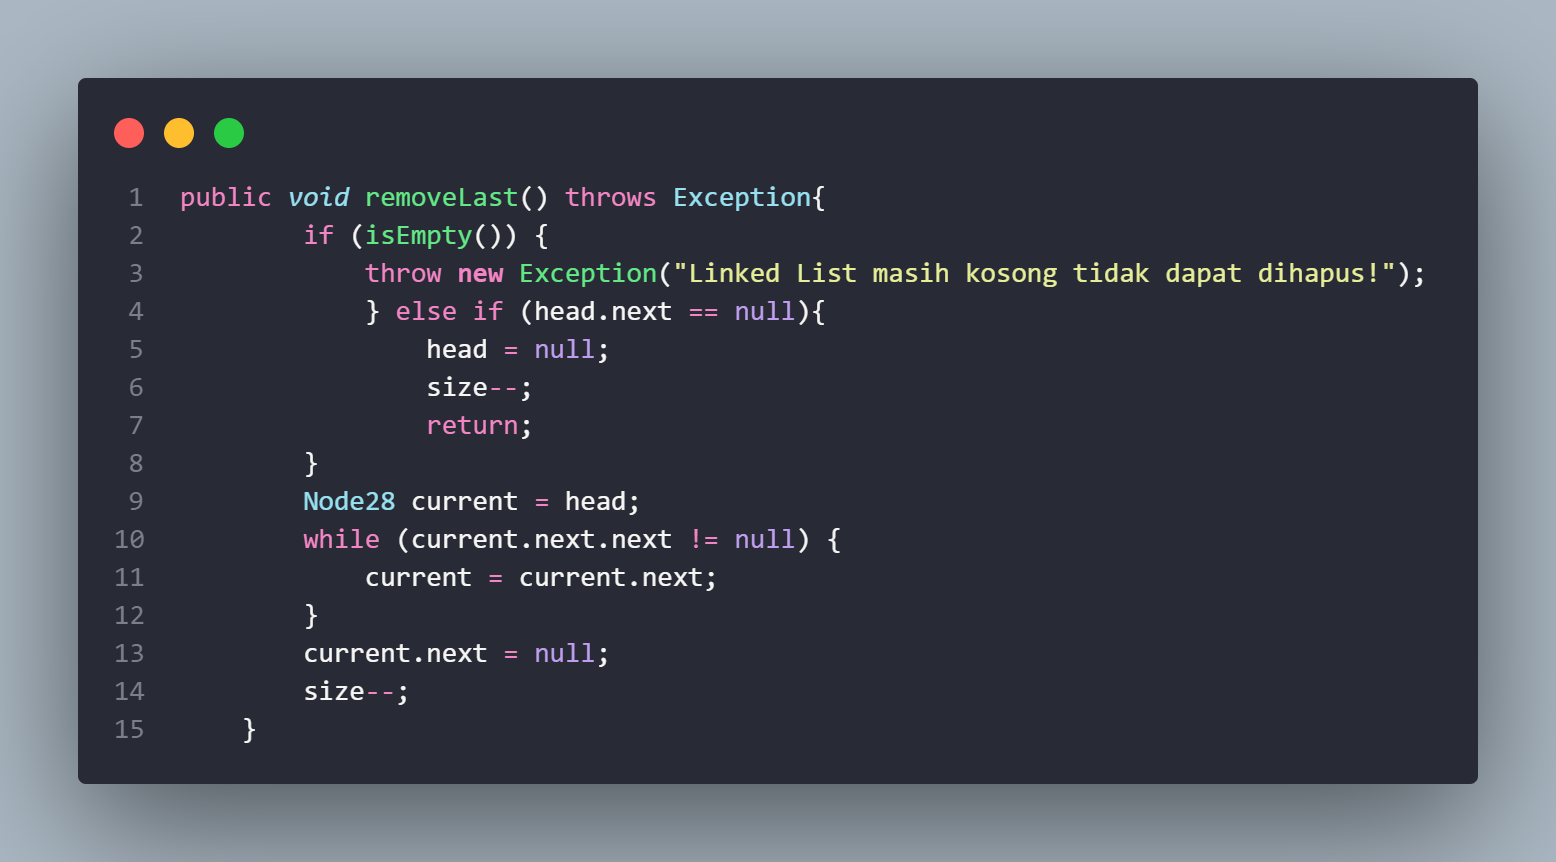 1 public void removeLast() throws Exception{
2         if (isEmpty()) {
3             throw new Exception("Linked List masih kosong tidak dapat dihapus!");
4             } else if (head.next == null){
5                 head = null;
6                 size--;
7                 return;
8         }
9         Node28 current = head;
10         while (current.next.next != null) {
11             current = current.next;
12         }
13         current.next = null;
14         size--;
15     }